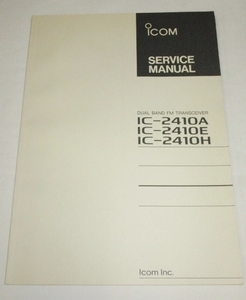 ICOM
SERVICE
MANUAL
DUAL BAND FM TRANSCEIVER
IC-2410A
IC-2410E
IC-2410H
Icom Inc.